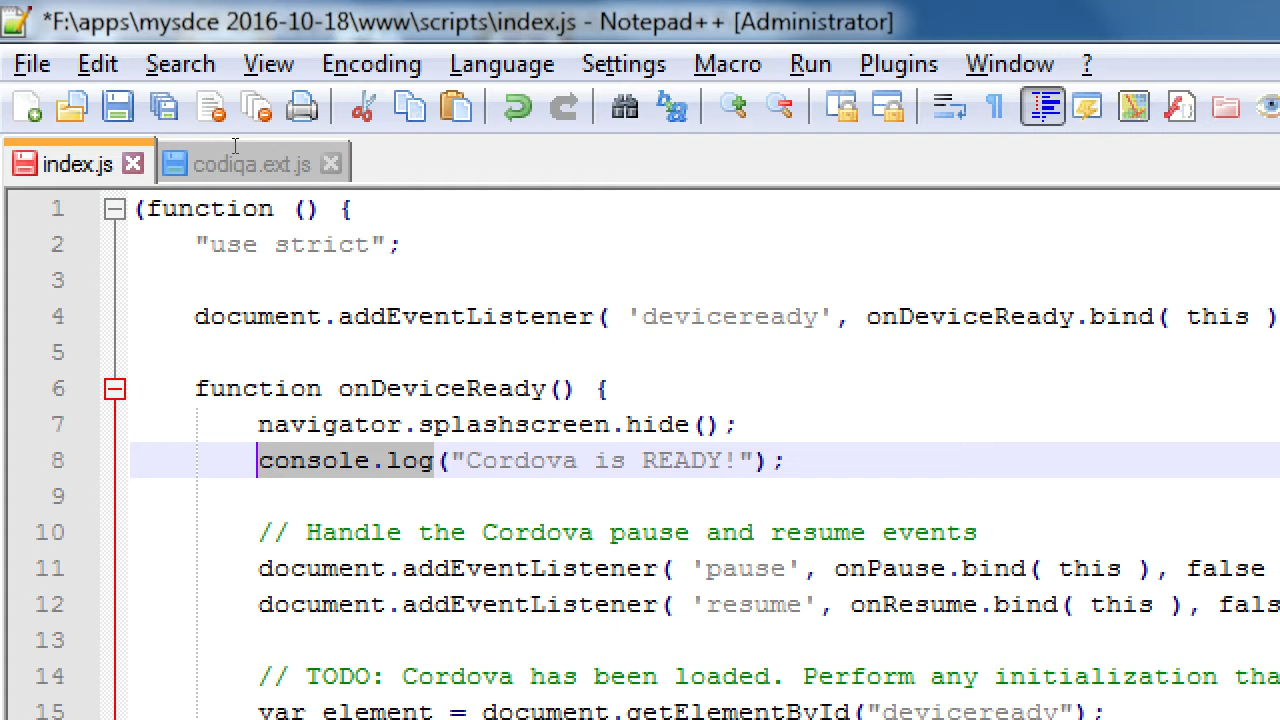 *F:\apps\mysdce 2016-10-18\www\scripts\index.js - Notepad++ [Administrator]
File Edit Search View Encoding Language Settings Macro Run Plugins Window ?
index.js codiqa.ext.js
1 (function () {
2 "use strict";
3
4 document.addEventListener( 'deviceready', onDeviceReady.bind( this )
5
6 function onDeviceReady() {
7 navigator.splashscreen.hide();
8 console.log("Cordova is READY!");
9
10 // Handle the Cordova pause and resume events
11 document.addEventListener( 'pause', onPause.bind( this ), false
12 document.addEventListener( 'resume', onResume.bind( this ), fals
13
14 // TODO: Cordova has been loaded. Perform any initialization tha
15 var element = document.getElementById("deviceready");